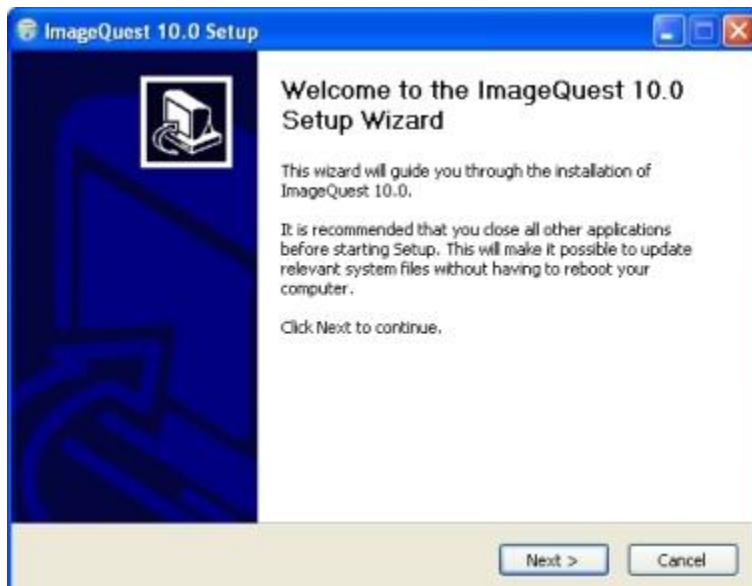 ImageQuest 10.0 Setup
Welcome to the ImageQuest 10.0
Setup Wizard
This wizard will guide you through the installation of
ImageQuest 10.0.
It is recommended that you close all other applications
before starting Setup. This will make it possible to update
relevant system files without having to reboot your
computer.
Click Next to continue.
Next > Cancel